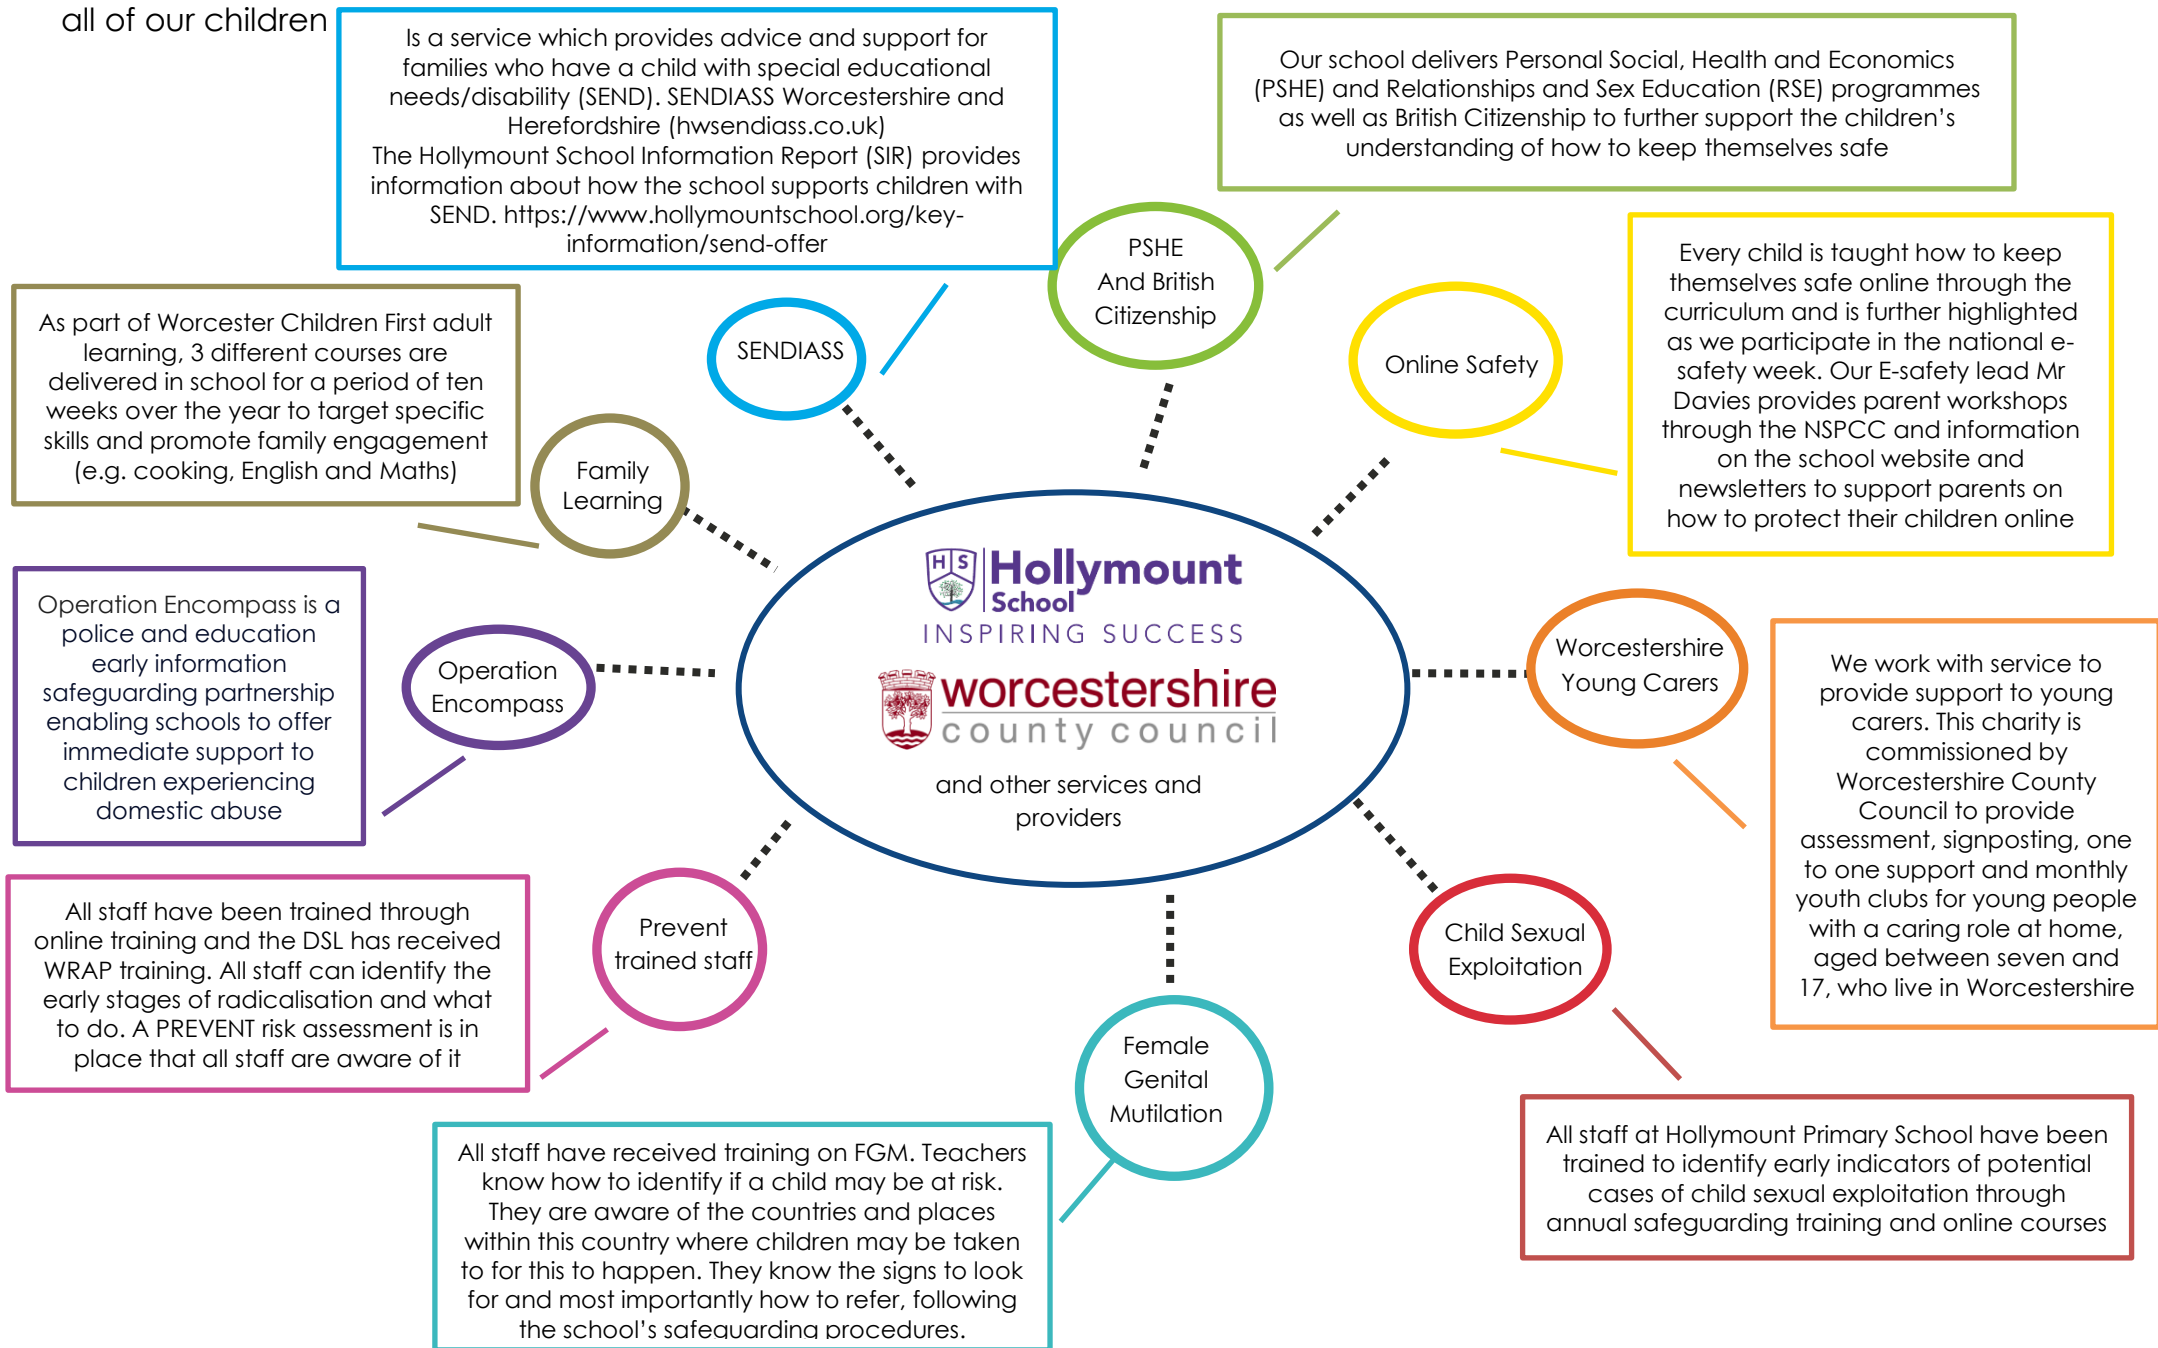 all of our children
Is a service which provides advice and support for
families who have a child with special educational
needs/disability (SEND). SENDIASS Worcestershire and
Herefordshire (hwsendiass.co.uk)
The Hollymount School Information Report (SIR) provides
information about how the school supports children with
SEND. https://www.hollymountschool.org/key-
information/send-offer
Our school delivers Personal Social, Health and Economics
(PSHE) and Relationships and Sex Education (RSE) programmes
as well as British Citizenship to further support the children’s
understanding of how to keep themselves safe
PSHE
And British
Citizenship
Every child is taught how to keep
themselves safe online through the
curriculum and is further highlighted
as we participate in the national e-
safety week. Our E-safety lead Mr
Davies provides parent workshops
through the NSPCC and information
on the school website and
newsletters to support parents on
how to protect their children online
Online Safety
SENDIASS
As part of Worcester Children First adult
learning, 3 different courses are
delivered in school for a period of ten
weeks over the year to target specific
skills and promote family engagement
(e.g. cooking, English and Maths)
Family
Learning
HS
Hollymount
School
INSPIRING SUCCESS
worcestershire
county council
and other services and
providers
Operation Encompass is a
police and education
early information
safeguarding partnership
enabling schools to offer
immediate support to
children experiencing
domestic abuse
Operation
Encompass
Worcestershire
Young Carers
We work with service to
provide support to young
carers. This charity is
commissioned by
Worcestershire County
Council to provide
assessment, signposting, one
to one support and monthly
youth clubs for young people
with a caring role at home,
aged between seven and
17, who live in Worcestershire
All staff have been trained through
online training and the DSL has received
WRAP training. All staff can identify the
early stages of radicalisation and what
to do. A PREVENT risk assessment is in
place that all staff are aware of it
Prevent
trained staff
Child Sexual
Exploitation
Female
Genital
Mutilation
All staff have received training on FGM. Teachers
know how to identify if a child may be at risk.
They are aware of the countries and places
within this country where children may be taken
to for this to happen. They know the signs to look
for and most importantly how to refer, following
the school’s safeguarding procedures.
All staff at Hollymount Primary School have been
trained to identify early indicators of potential
cases of child sexual exploitation through
annual safeguarding training and online courses